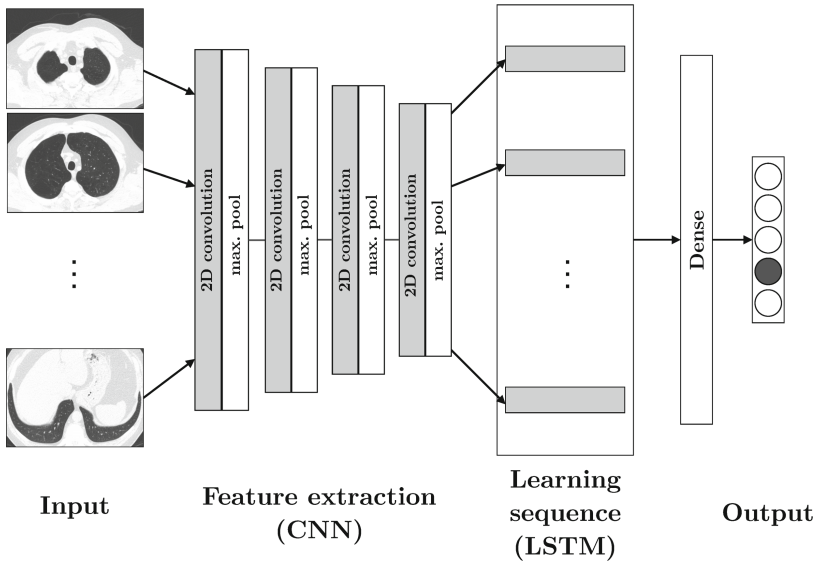 2D convolution
max. pool
2D convolution
max. pool
2D convolution
max. pool
2D convolution
max. pool
Dense
Input
Feature extraction
(CNN)
Learning
sequence
(LSTM)
Output